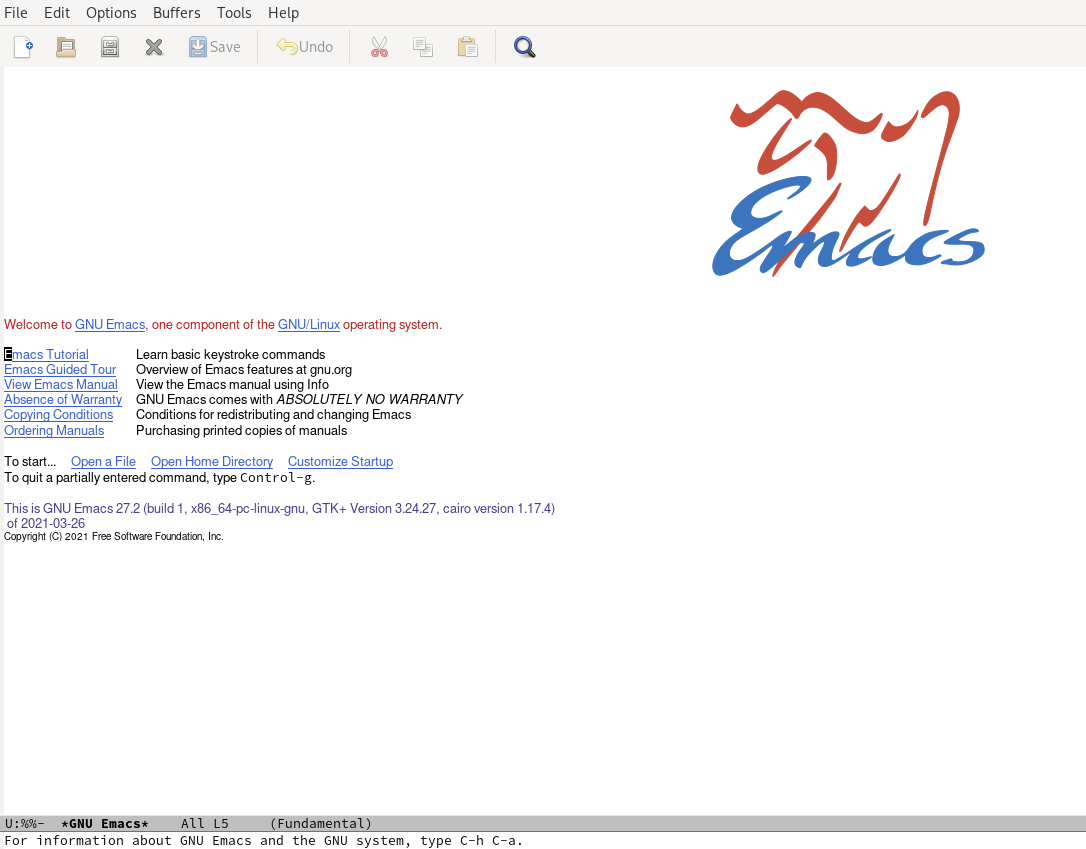 File Edit Options Buffers Tools Help
Save Undo
Emacs
Welcome to GNU Emacs, one component of the GNU/Linux operating system.
Emacs Tutorial Learn basic keystroke commands
Emacs Guided Tour Overview of Emacs features at gnu.org
View Emacs Manual View the Emacs manual using Info
Absence of Warranty GNU Emacs comes with ABSOLUTELY NO WARRANTY
Copying Conditions Conditions for redistributing and changing Emacs
Ordering Manuals Purchasing printed copies of manuals
To start... Open a File Open Home Directory Customize Startup
To quit a partially entered command, type Control-g.
This is GNU Emacs 27.2 (build 1, x86_64-pc-linux-gnu, GTK+ Version 3.24.27, cairo version 1.17.4)
of 2021-03-26
Copyright (C) 2021 Free Software Foundation, Inc.
U:%%- *GNU Emacs* All L5 (Fundamental)
For information about GNU Emacs and the GNU system, type C-h C-a.